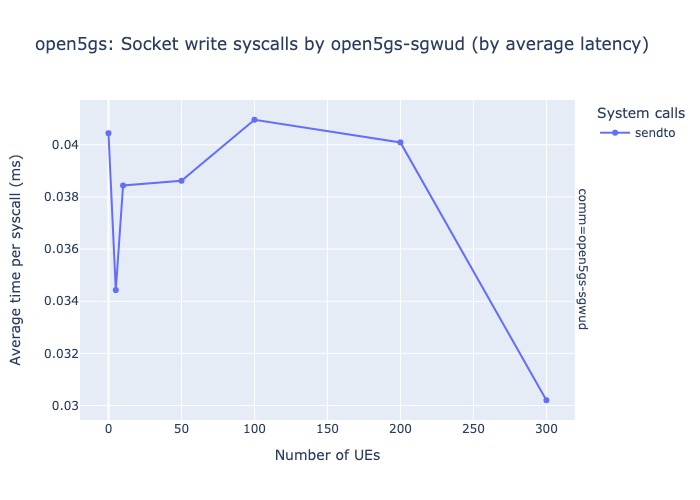 open5gs: Socket write syscalls by open5gs-sgwud (by average latency)
System calls
sendto
Average time per syscall (ms)
0.04
0.038
0.036
0.034
0.032
0.03
comm=open5gs-sgwud
0 50 100 150 200 250 300
Number of UEs